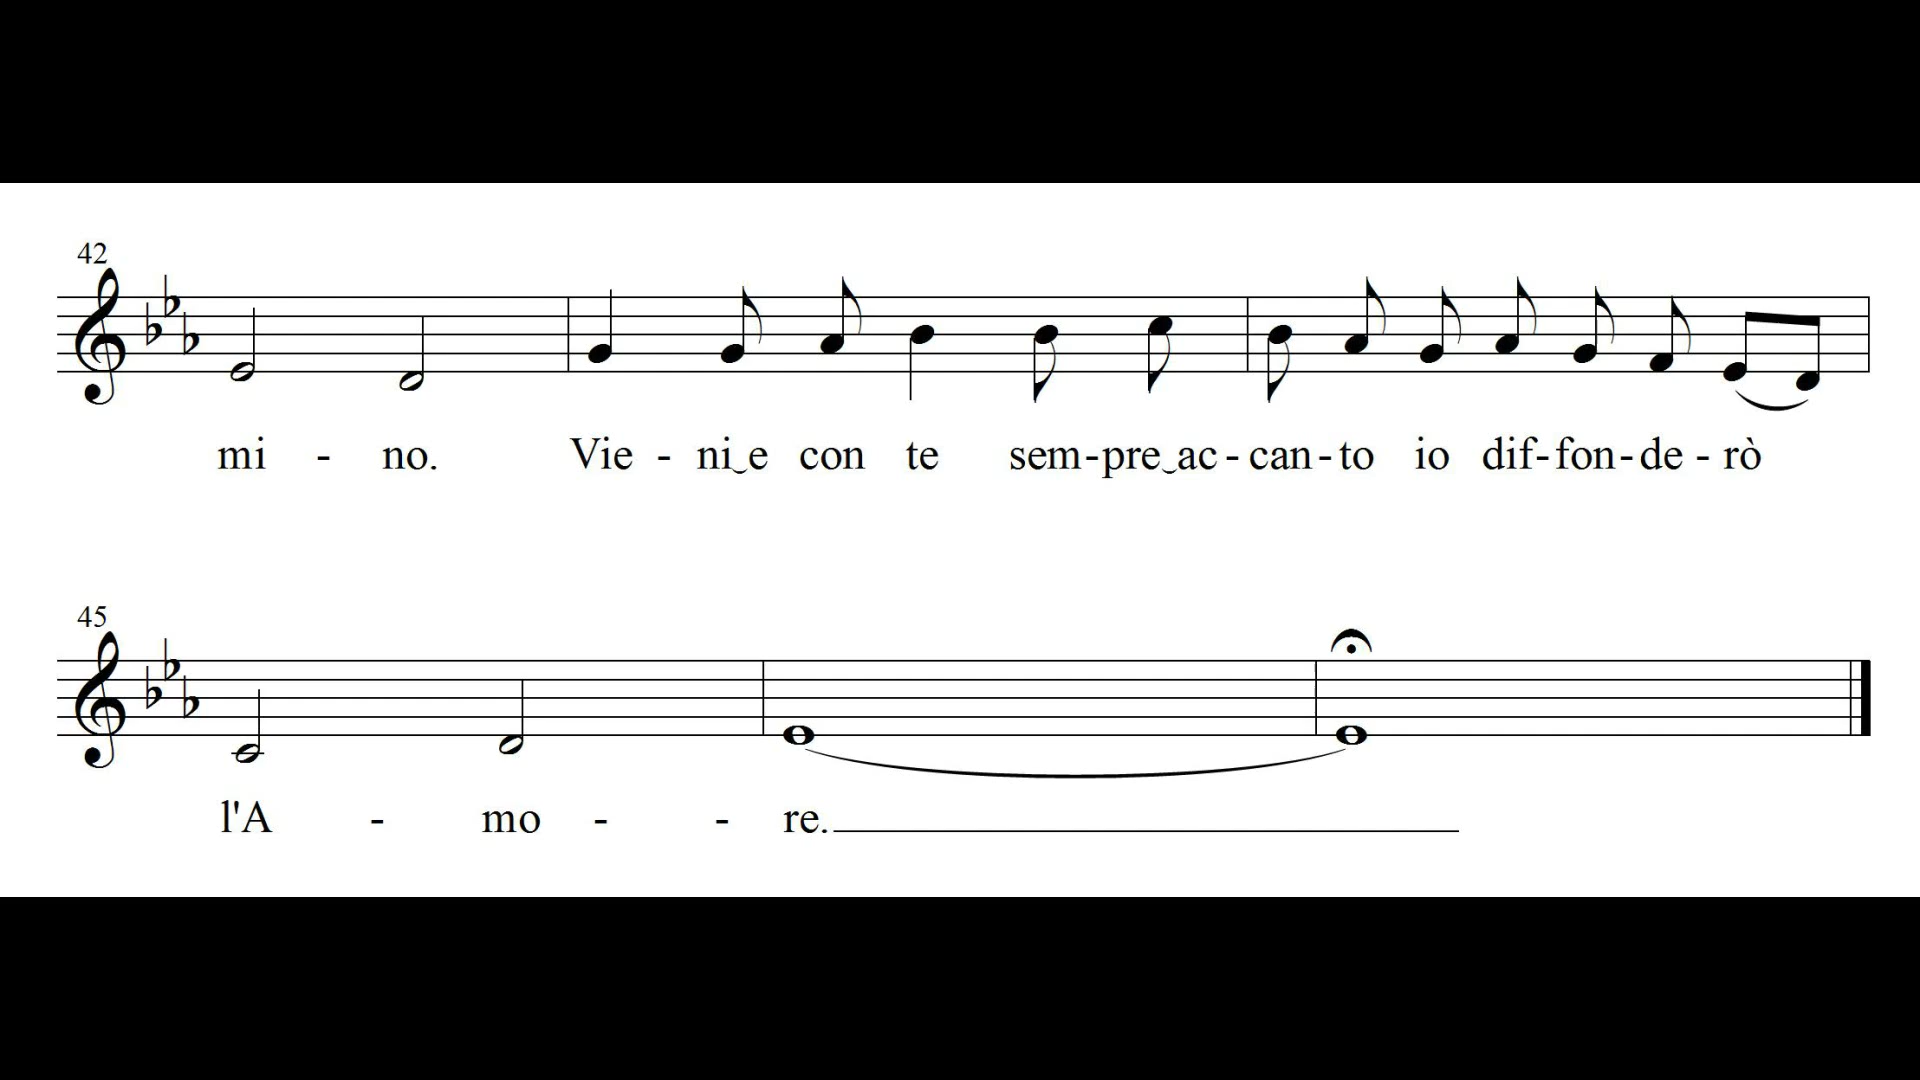 42
mi - no. Vie - ni‿e con te sem-pre‿ac-can-to io dif-fon-de-rò
45
l'A - mo - - re.